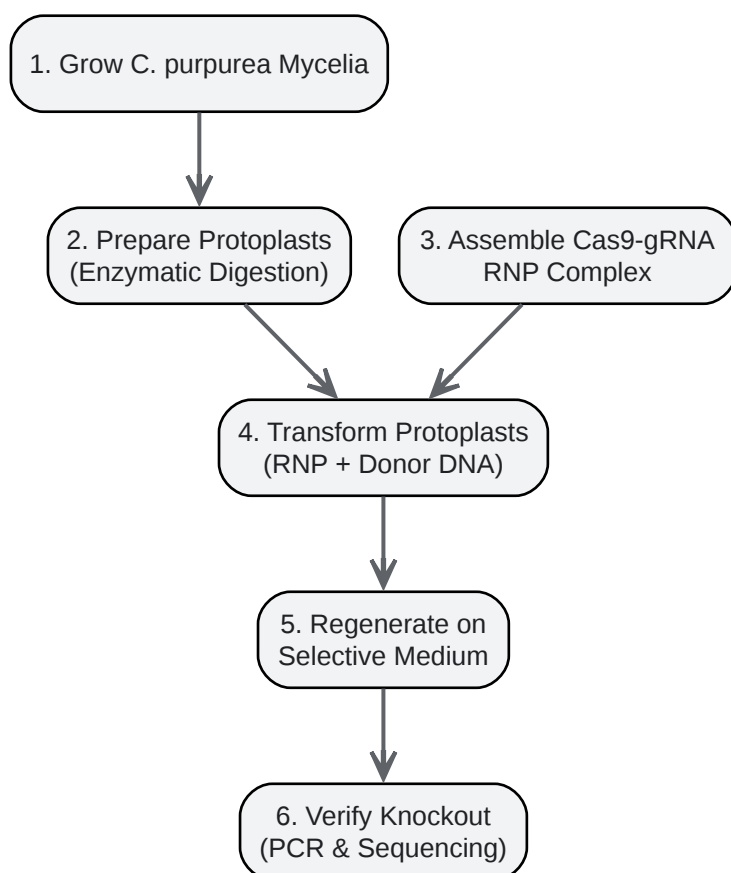 1. Grow C. purpurea Mycelia
2. Prepare Protoplasts
(Enzymatic Digestion)
3. Assemble Cas9-gRNA
RNP Complex
4. Transform Protoplasts
(RNP + Donor DNA)
5. Regenerate on
Selective Medium
6. Verify Knockout
(PCR & Sequencing)